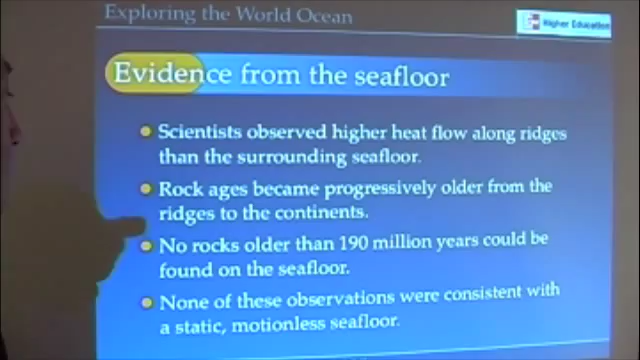 Exploring the World Ocean
Higher Education
Evidence from the seafloor
Scientists observed higher heat flow along ridges
than the surrounding seafloor.
Rock ages became progressively older from the
ridges to the continents.
No rocks older than 190 million years could be
found on the seafloor.
None of these observations were consistent with
a static, motionless seafloor.